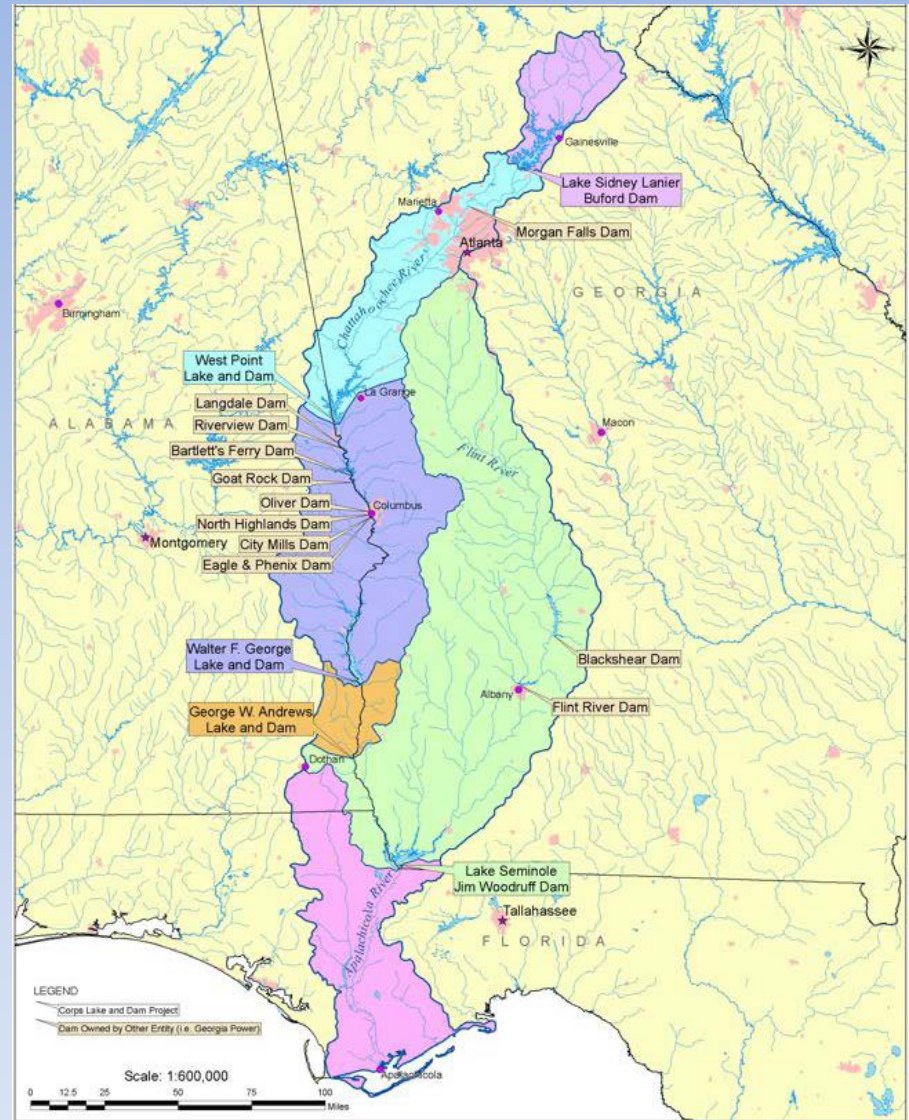 Gainesville
Lake Sidney Lanier
Buford Dam
Marietta
Morgan Falls Dam
Atlanta
Chattahoochee River
GEORGIA
Birmingham
West Point
Lake and Dam
La Grange
Langdale Dam
ALABAMA
Riverview Dam
Macon
Bartlett's Ferry Dam
Flint River
Goat Rock Dam
Oliver Dam
Columbus
North Highlands Dam
Montgomery
City Mills Dam
Eagle & Phenix Dam
Walter F. George
Lake and Dam
Blackshear Dam
Albany
Flint River Dam
George W. Andrews
Lake and Dam
Dothan
Lake Seminole
Jim Woodruff Dam
Tallahassee
FLORIDA
Apalachicola River
LEGEND
Corps Lake and Dam Project
Dam Owned by Other Entity (i.e. Georgia Power)
Apalachicola
Scale: 1:600,000
0 12.5 25 50 75 100
Miles